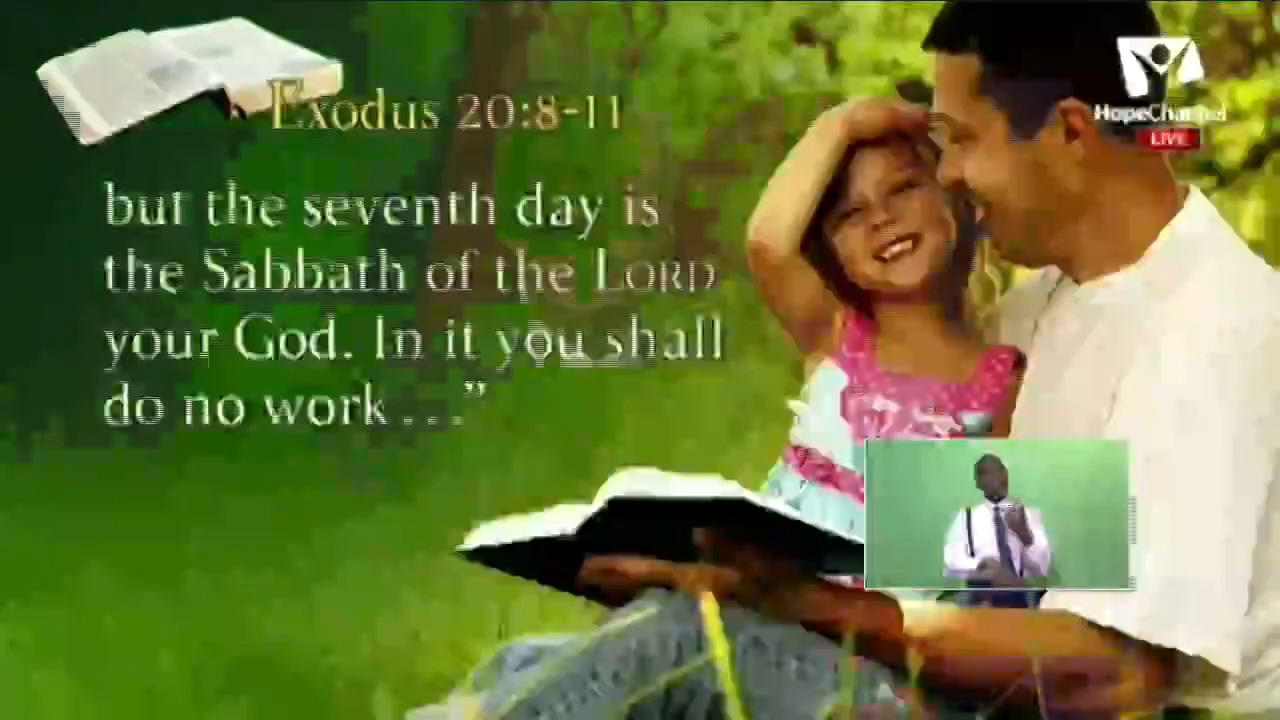 Exodus 20:8-11
HopeChannel
LIVE
but the seventh day is
the Sabbath of the LORD
your God. In it you shall
do no work . . .”